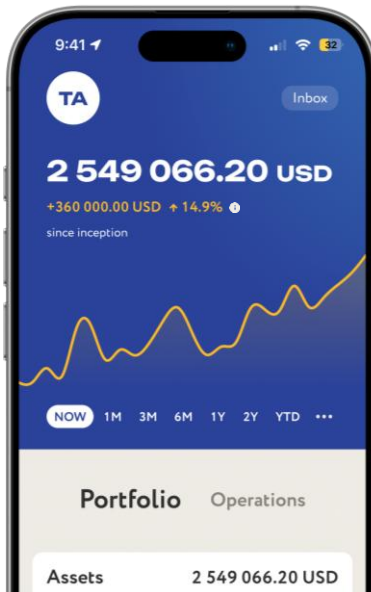 9:41
32
TA
Inbox
2 549 066.20 USD
+360 000.00 USD ↑ 14.9%
since inception
NOW 1M 3M 6M 1Y 2Y YTD •••
Portfolio Operations
Assets 2 549 066.20 USD